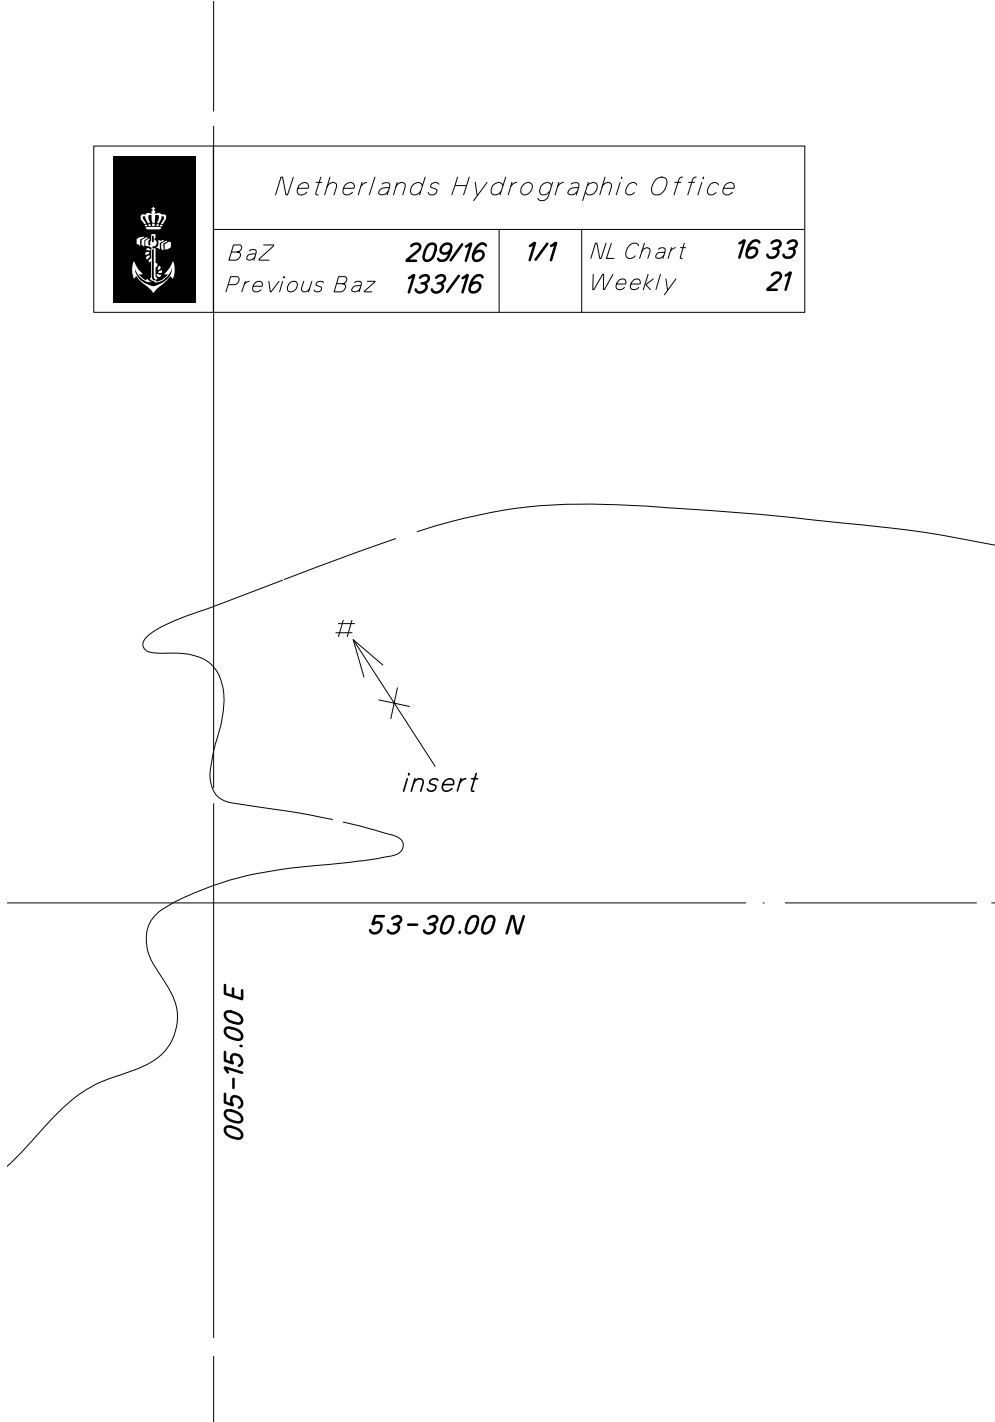 Netherlands Hydrographic Office
BaZ 209/16 1/1 NL Chart 16 33
Previous Baz 133/16 Weekly 21
#
insert
53-30.00 N
005-15.00 E